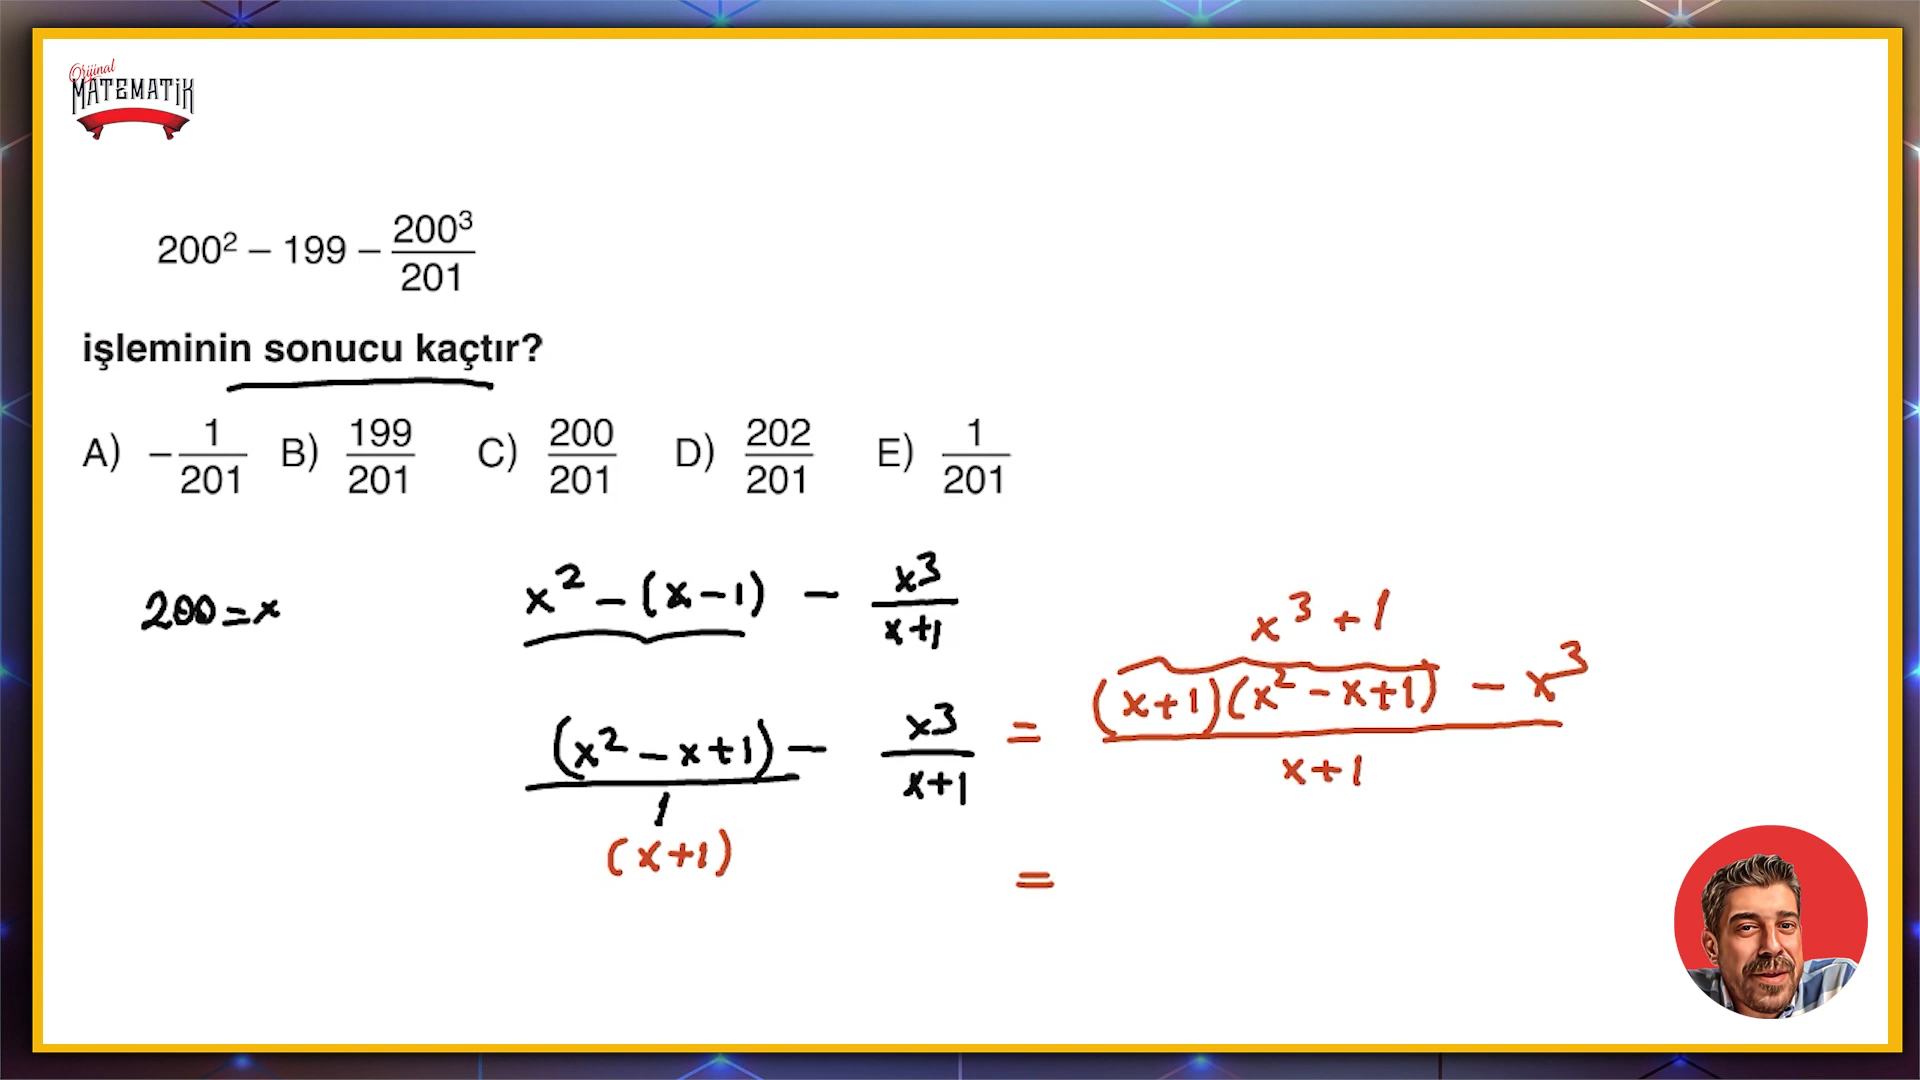 Orijinal
MATEMATİK
200² – 199 – 200³/201
işleminin sonucu kaçtır?
A) –1/201 B) 199/201 C) 200/201 D) 202/201 E) 1/201
200=x
x² – (x–1) – x³/x+1
(x² – x+1)/1 – x³/x+1
(x+1)
x³ + 1
= (x+1)(x² – x+1) – x³/x+1
=